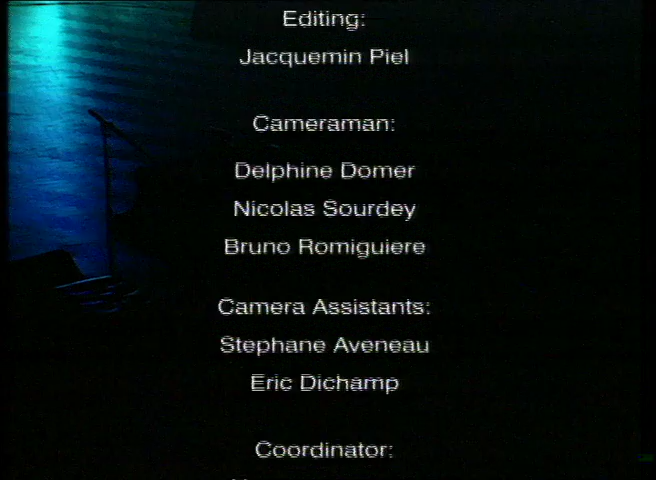 Editing:
Jacquemin Piel
Cameraman:
Delphine Domer
Nicolas Sourdey
Bruno Romiguiere
Camera Assistants:
Stephane Aveneau
Eric Dichamp
Coordinator: